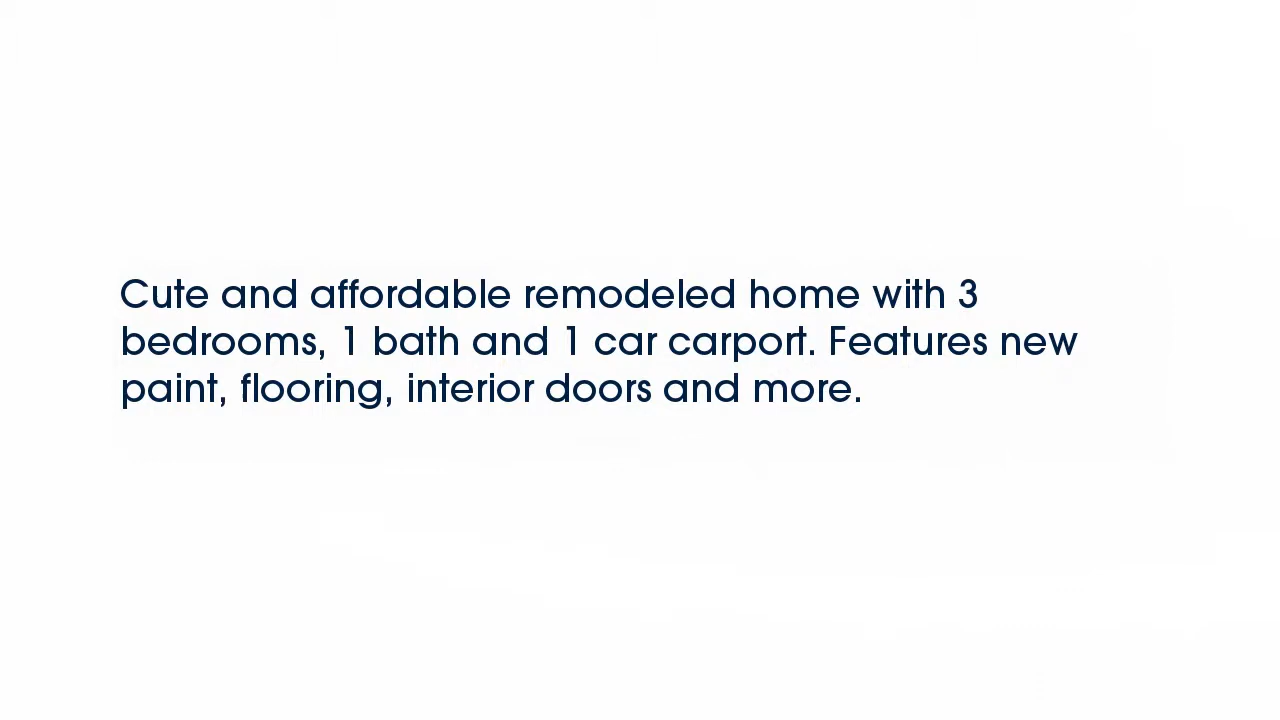 Cute and affordable remodeled home with 3
bedrooms, 1 bath and 1 car carport. Features new
paint, flooring, interior doors and more.